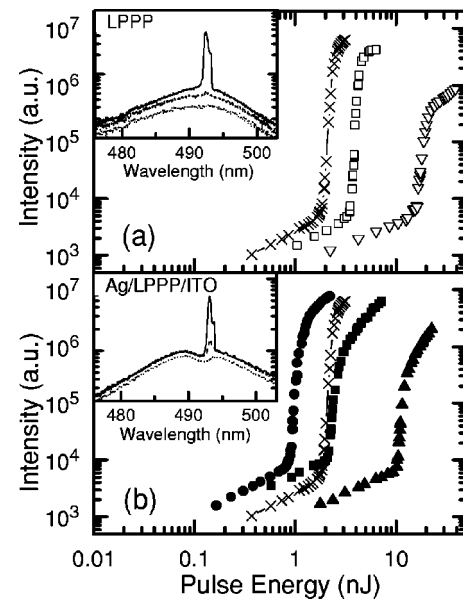 LPPP
10⁷
10⁶
10⁵
10⁴
10³
Intensity (a.u.)
480 490 500
Wavelength (nm)
(a)
Ag/LPPP/ITO
10⁷
10⁶
10⁵
10⁴
10³
Intensity (a.u.)
480 490 500
Wavelength (nm)
(b)
0.01 0.1 1 10
Pulse Energy (nJ)